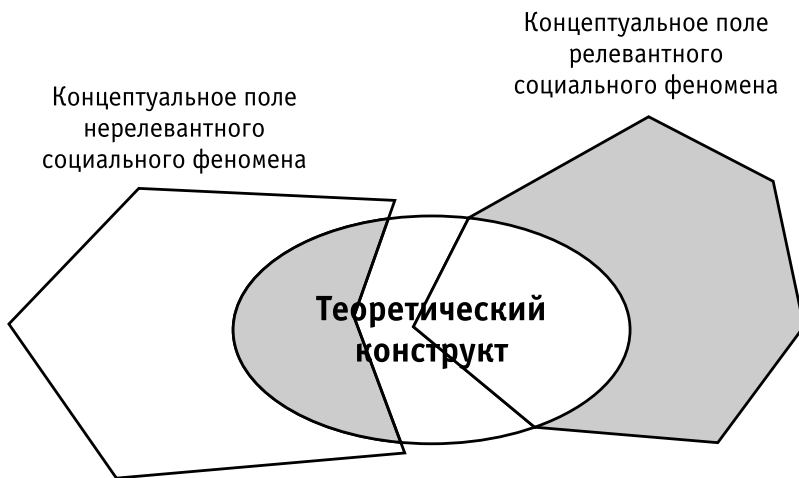 Концептуальное поле
релевантного
социального феномена
Концептуальное поле
нерелевантного
социального феномена
Теоретический
конструкт